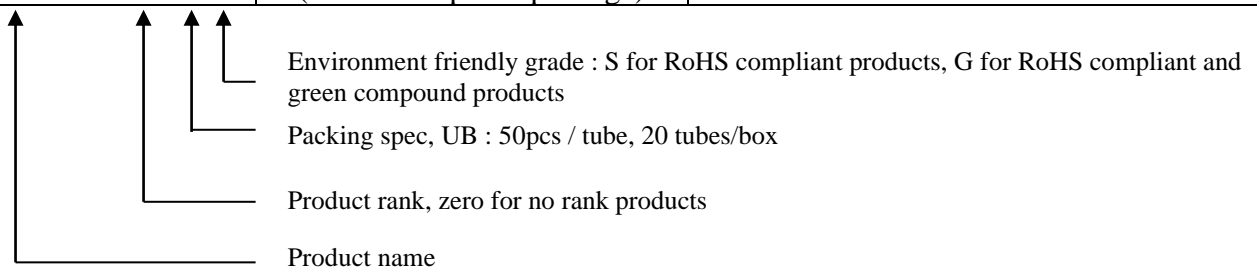 Environment friendly grade : S for RoHS compliant products, G for RoHS compliant and
green compound products
Packing spec, UB : 50pcs / tube, 20 tubes/box
Product rank, zero for no rank products
Product name